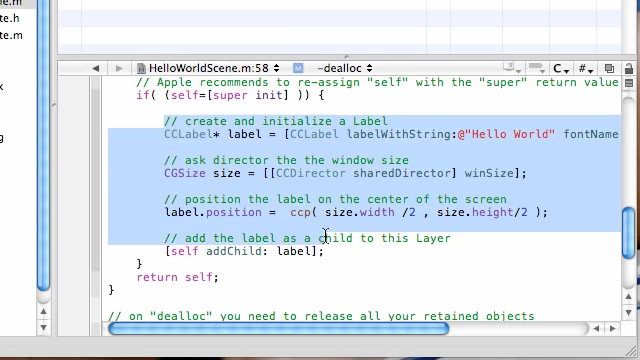 ne.m
te.h
te.m
HelloWorldScene.m:58
-dealloc
C
#
// Apple recommends to re-assign "self" with the "super" return value
if( (self=[super init] )) {
// create and initialize a Label
CCLabel* label = [CCLabel labelWithString:@"Hello World" fontName
// ask director the the window size
CGSize size = [[CCDirector sharedDirector] winSize];
// position the label on the center of the screen
label.position =  ccp( size.width /2 , size.height/2 );
// add the label as a child to this Layer
[self addChild: label];
}
return self;
}
// on "dealloc" you need to release all your retained objects